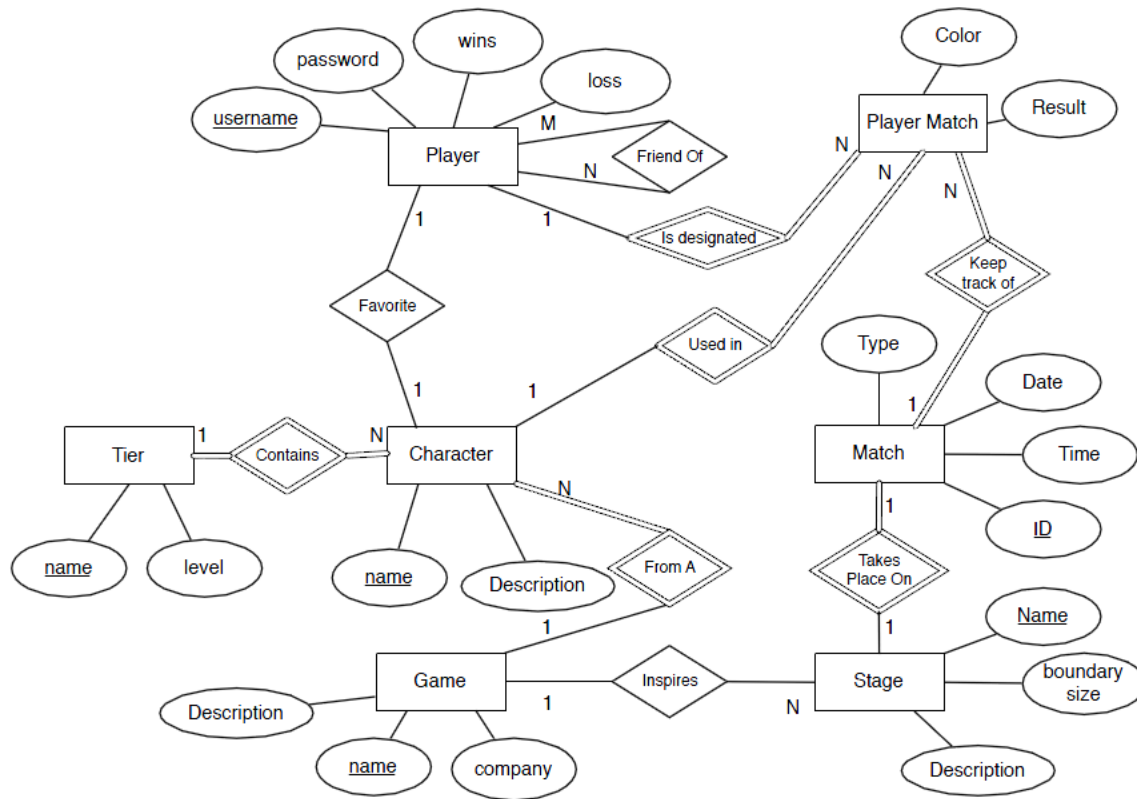 Color
wins
password
loss
Result
username
M
Player Match
Player
Friend Of
N
N
N
1
1
N
Is designated
Keep
track of
Favorite
Used in
Type
Date
1
1
1
Tier
1
Contains
N
Character
Match
Time
N
1
ID
name
level
name
Description
From A
Takes
Place On
1
1
Name
Game
1
Inspires
N
Stage
boundary
size
Description
name
company
Description